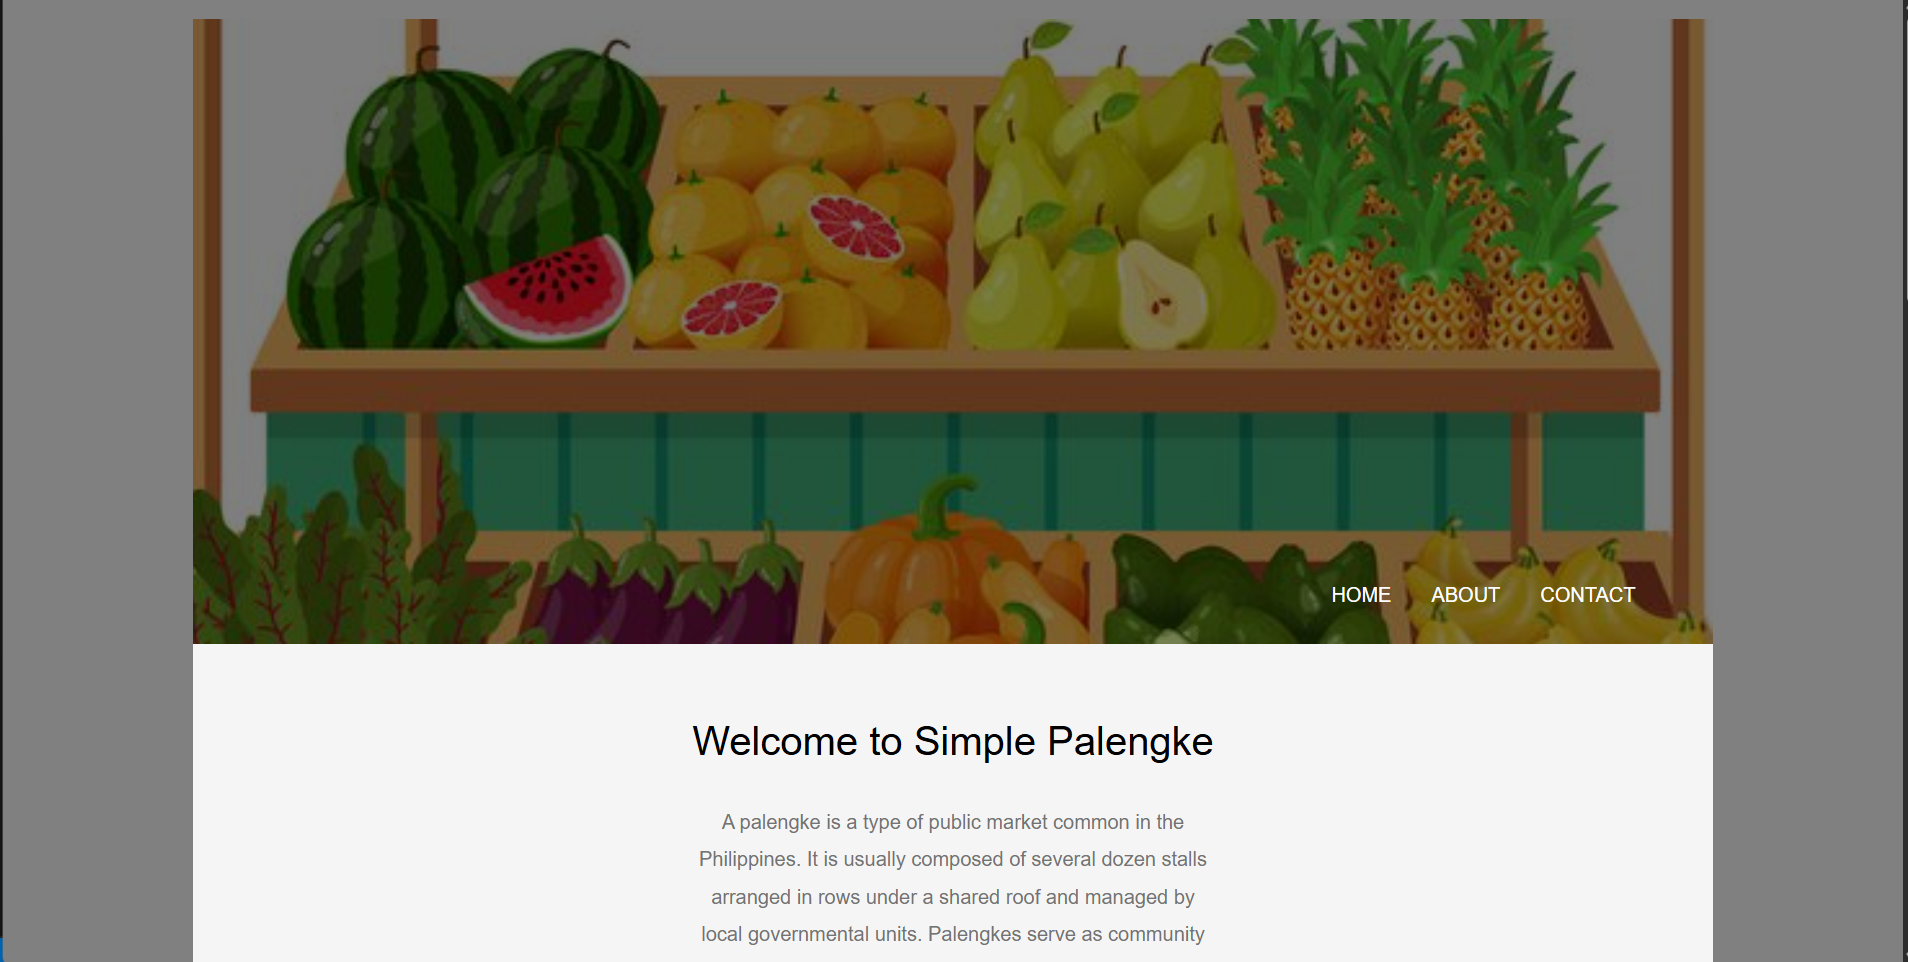 HOME ABOUT CONTACT
Welcome to Simple Palengke
A palengke is a type of public market common in the
Philippines. It is usually composed of several dozen stalls
arranged in rows under a shared roof and managed by
local governmental units. Palengkes serve as community